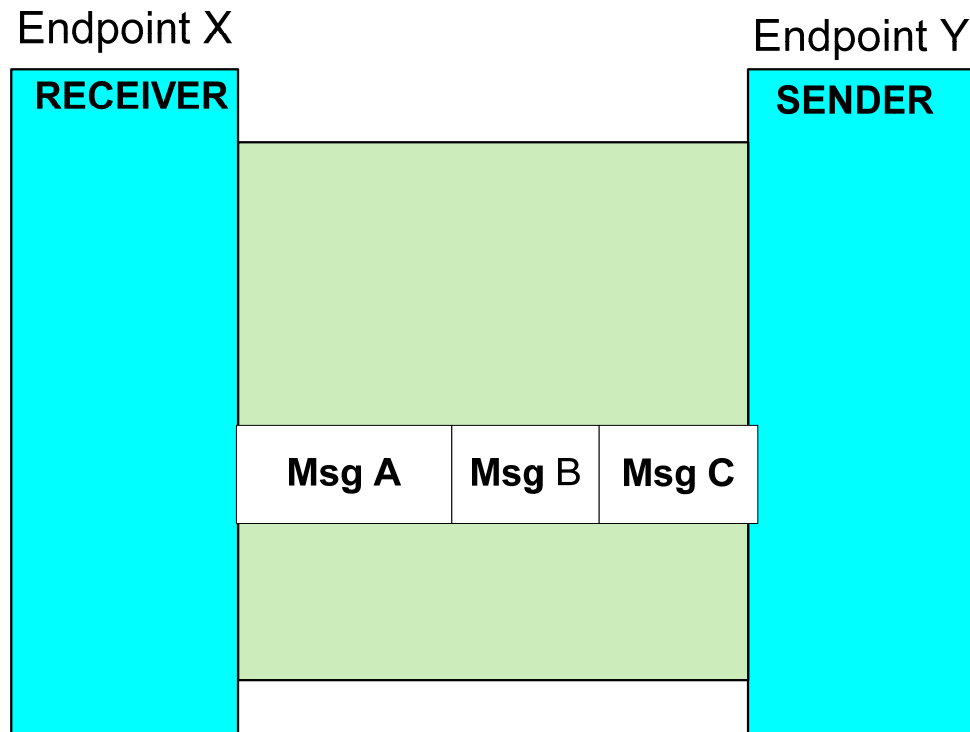 Endpoint X
Endpoint Y
RECEIVER
SENDER
Msg A
Msg B
Msg C